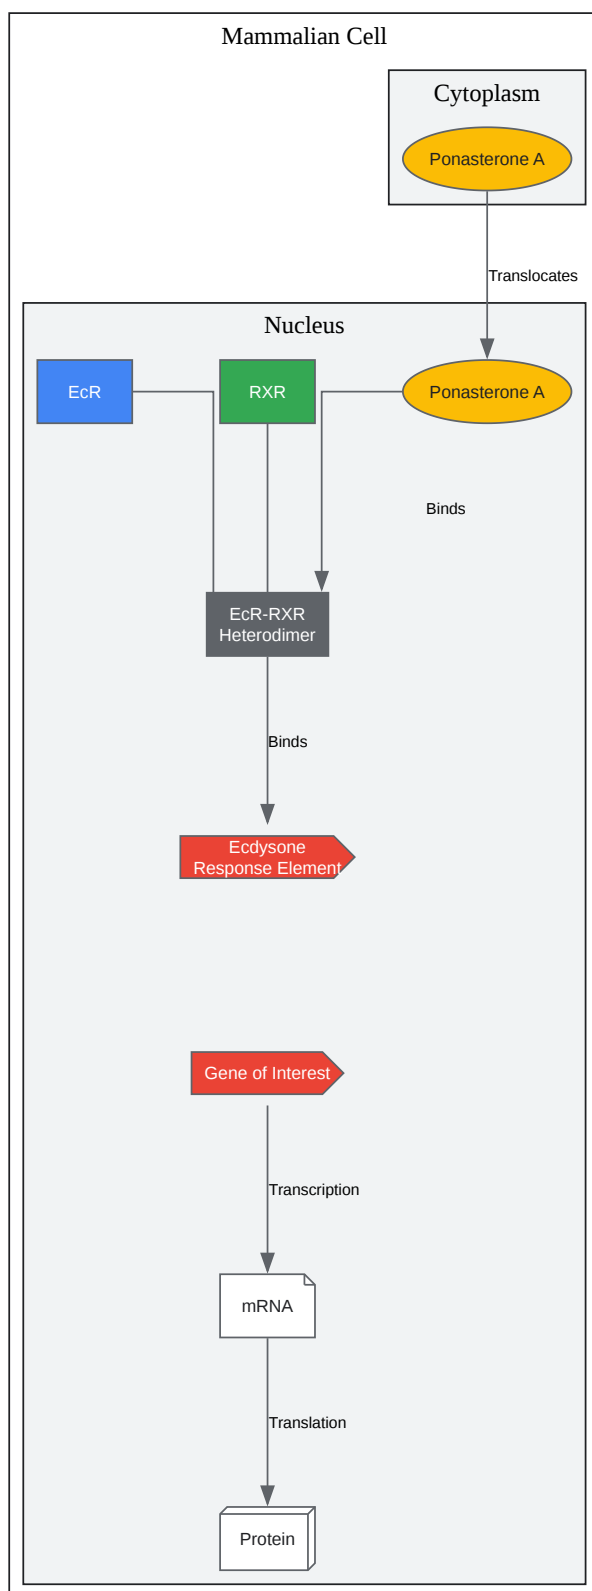 Mammalian Cell
Cytoplasm
Ponasterone A
Translocates
Nucleus
EcR
RXR
Ponasterone A
Binds
EcR-RXR
Heterodimer
Binds
Ecdysone
Response Element
Gene of Interest
Transcription
mRNA
Translation
Protein